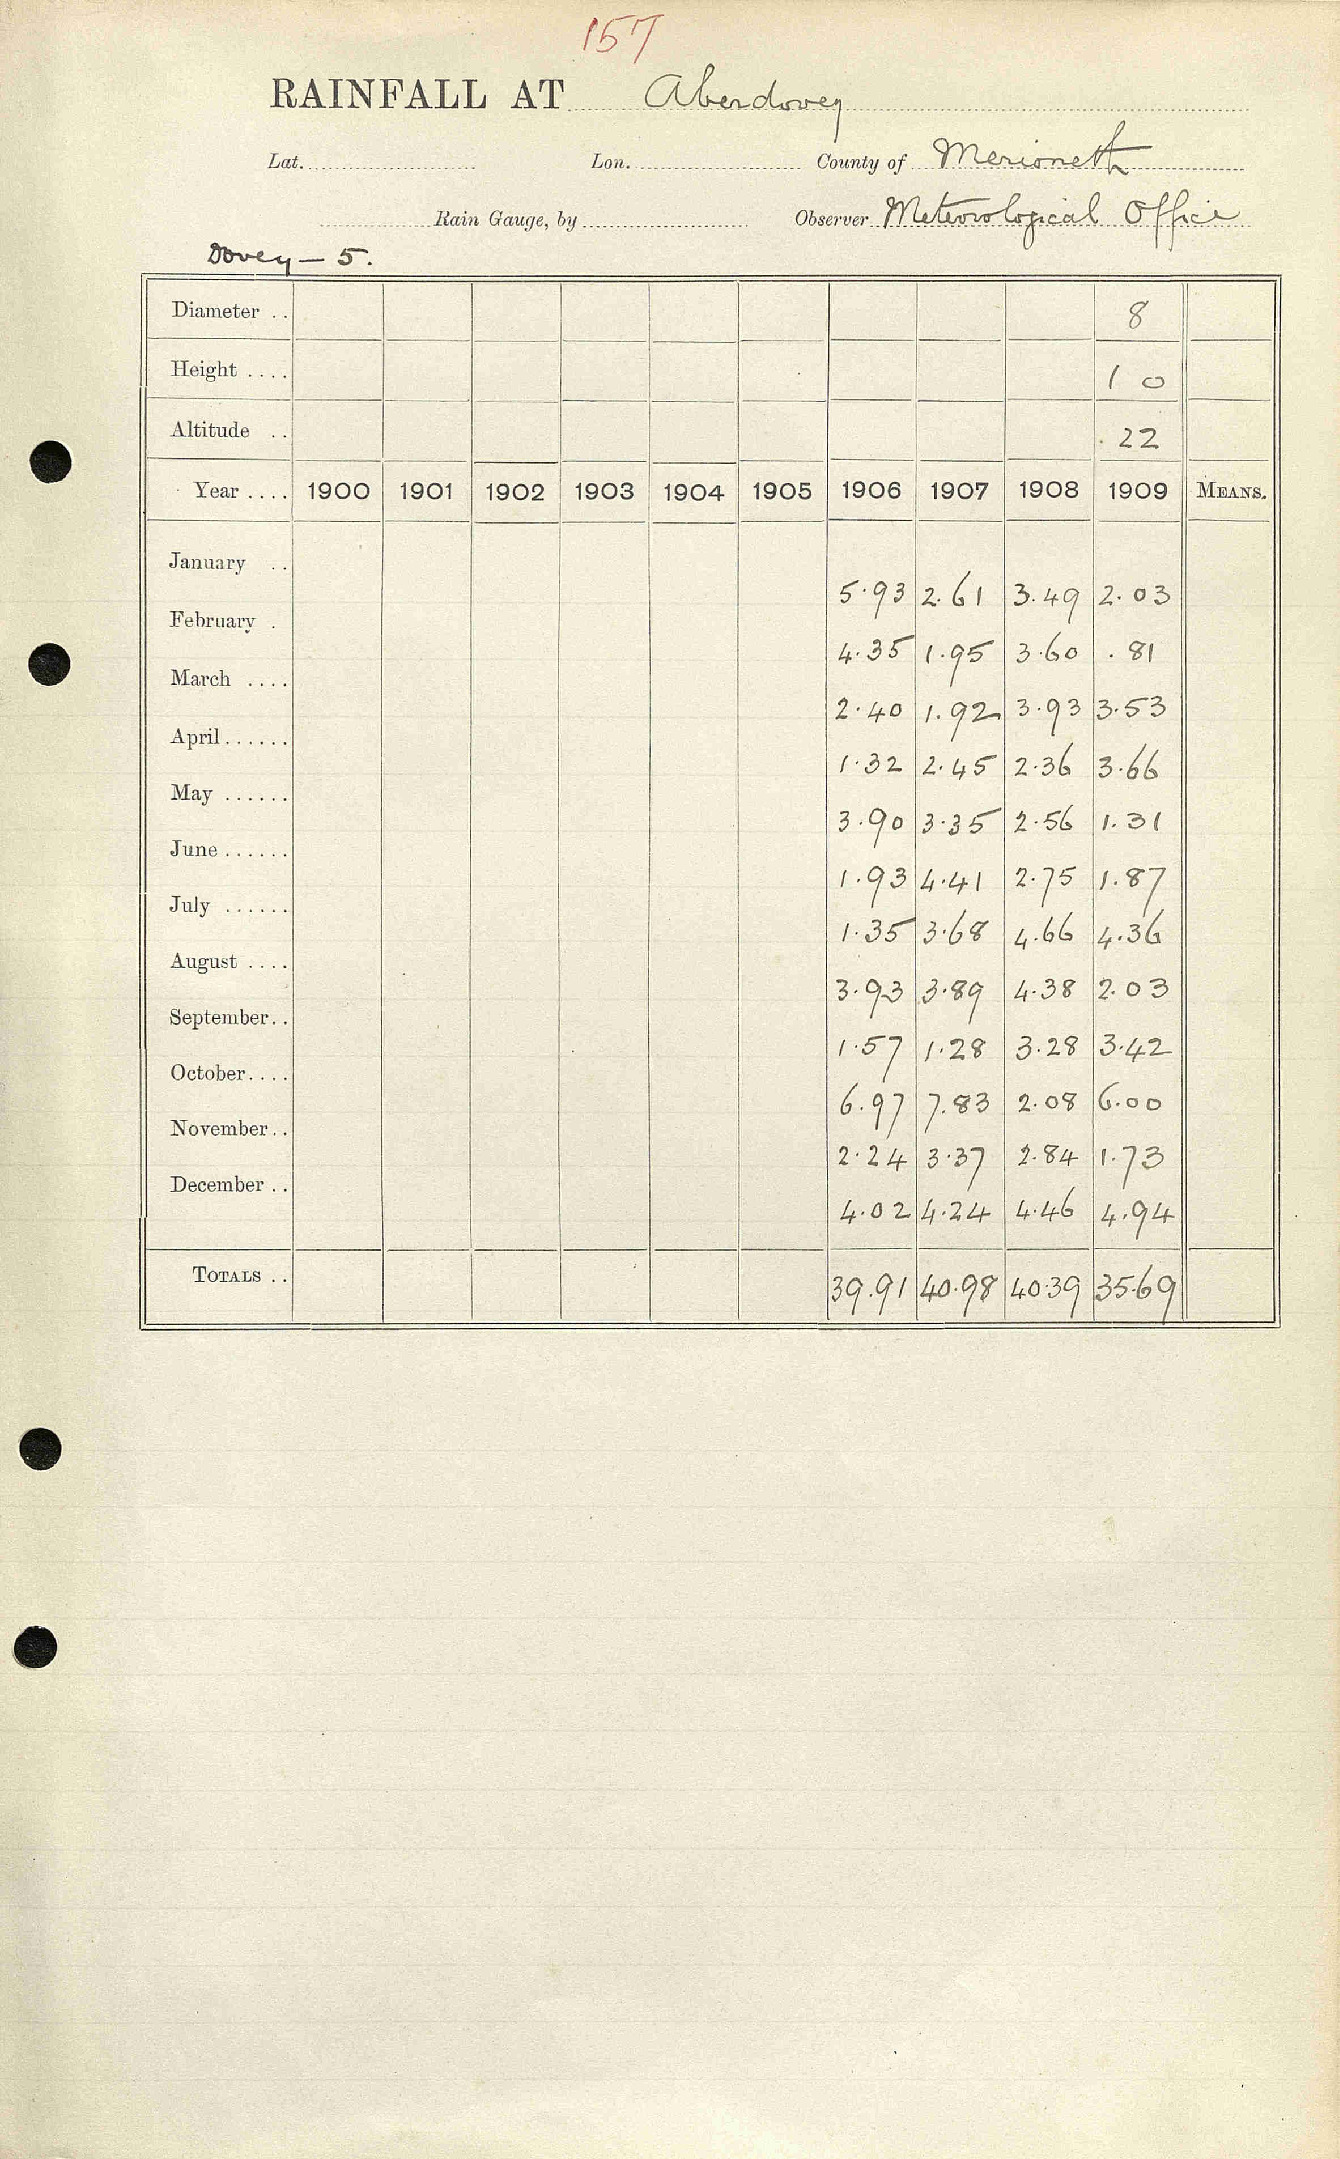 157
RAINFALL AT Aberdovey
Lat. Lon. County of Merioneth
Rain Gauge, by Observer Meteorological Office
Dovey — 5.
Diameter .. 8
Height .... 1 0
Altitude .. 22
Year .... 1900 1901 1902 1903 1904 1905 1906 1907 1908 1909 MEANS.
January ..
5.93 2.61 3.49 2.03
February .
4.35 1.95 3.60 .81
March ....
2.40 1.92 3.93 3.53
April......
1.32 2.45 2.36 3.66
May ......
3.90 3.35 2.56 1.31
June ......
1.93 4.41 2.75 1.87
July ......
1.35 3.68 4.66 4.36
August ....
3.93 3.89 4.38 2.03
September..
1.57 1.28 3.28 3.42
October....
6.97 7.83 2.08 6.00
November..
2.24 3.37 2.84 1.73
December ..
4.02 4.24 4.46 4.94
TOTALS .. 39.91 40.98 40.39 35.69